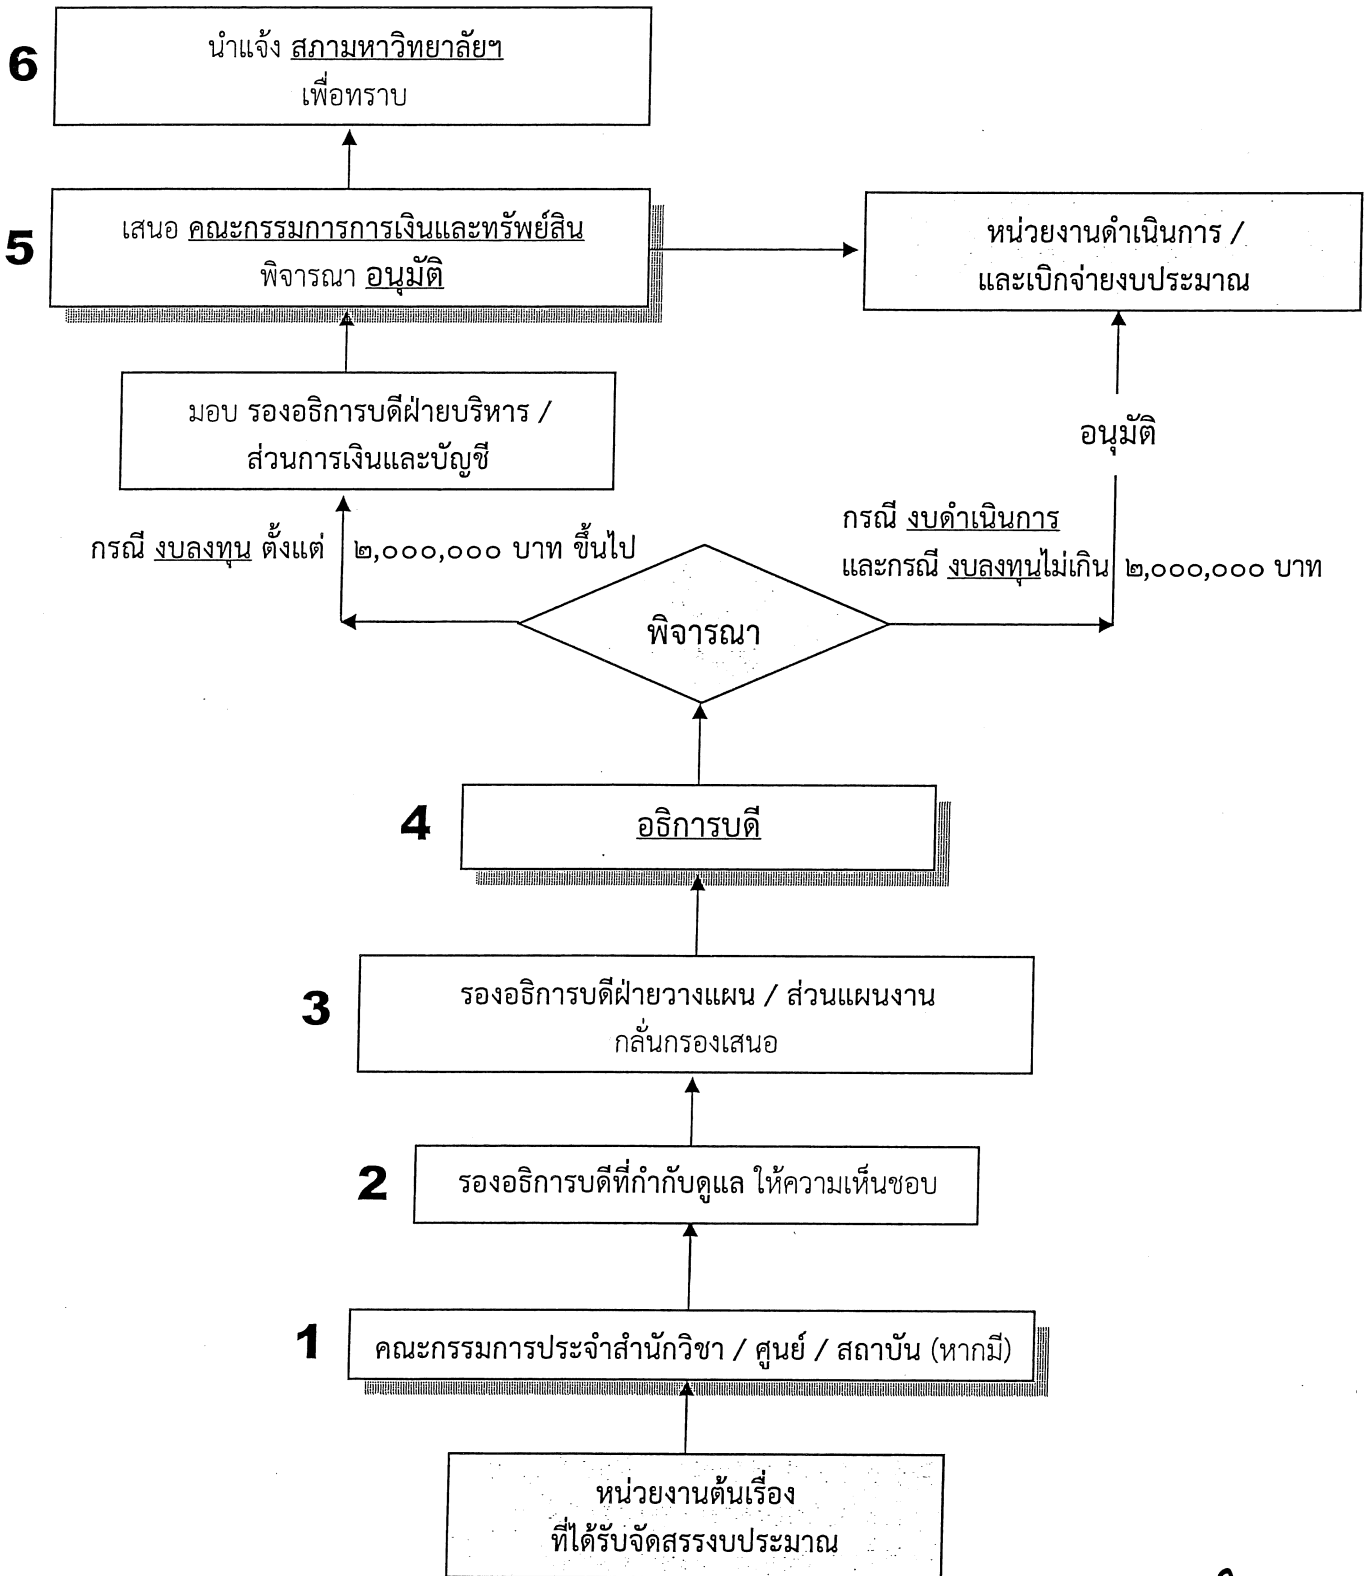 6
นำแจ้ง สภามหาวิทยาลัยฯ
เพื่อทราบ
5
เสนอ คณะกรรมการการเงินและทรัพย์สิน
พิจารณา อนุมัติ
หน่วยงานดำเนินการ /
และเบิกจ่ายงบประมาณ
มอบ รองอธิการบดีฝ่ายบริหาร /
ส่วนการเงินและบัญชี
อนุมัติ
กรณี งบลงทุน ตั้งแต่ ๒,๐๐๐,๐๐๐ บาท ขึ้นไป
กรณี งบดำเนินการ
และกรณี งบลงทุนไม่เกิน ๒,๐๐๐,๐๐๐ บาท
พิจารณา
4
อธิการบดี
3
รองอธิการบดีฝ่ายวางแผน / ส่วนแผนงาน
กลั่นกรองเสนอ
2
รองอธิการบดีที่กำกับดูแล ให้ความเห็นชอบ
1
คณะกรรมการประจำสำนักวิชา / ศูนย์ / สถาบัน (หากมี)
หน่วยงานต้นเรื่อง
ที่ได้รับจัดสรรงบประมาณ